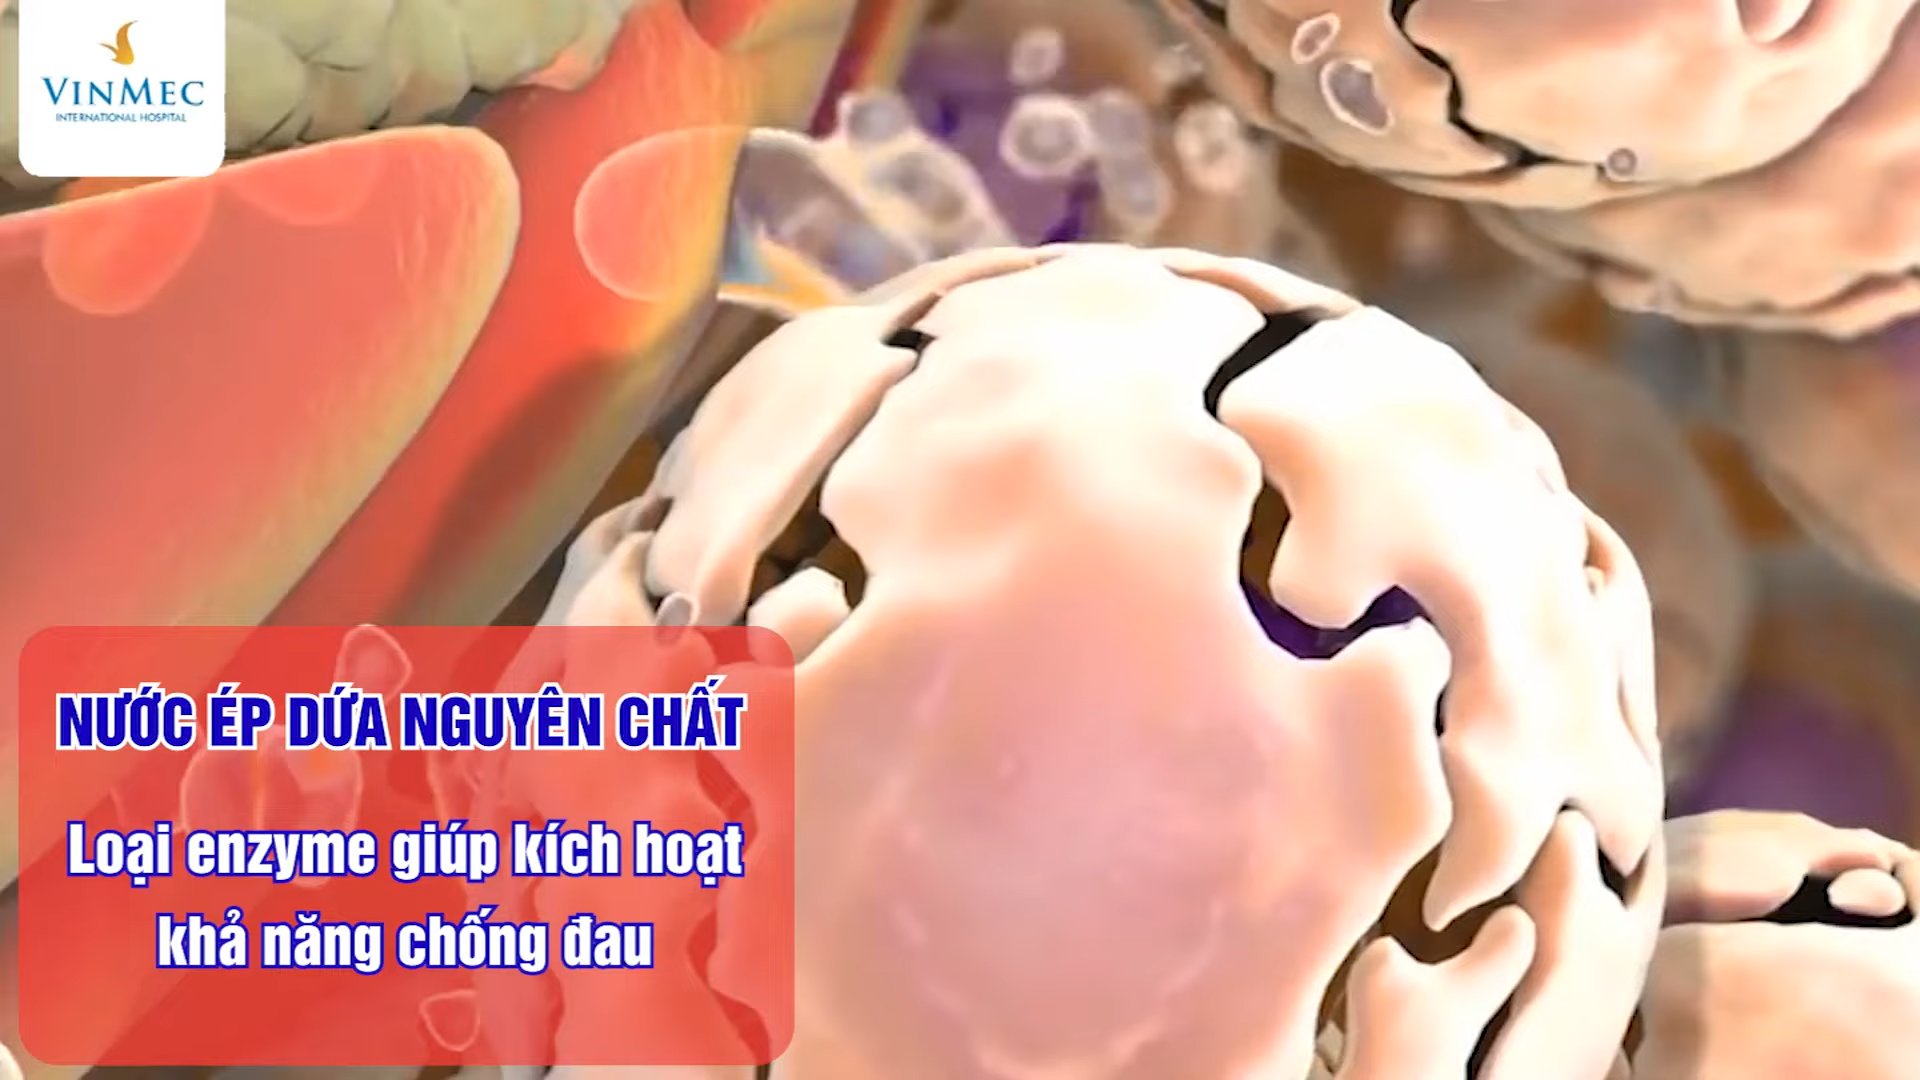 VINMEC
INTERNATIONAL HOSPITAL
NƯỚC ÉP DỨA NGUYÊN CHẤT
Loại enzyme giúp kích hoạt
khả năng chống đau